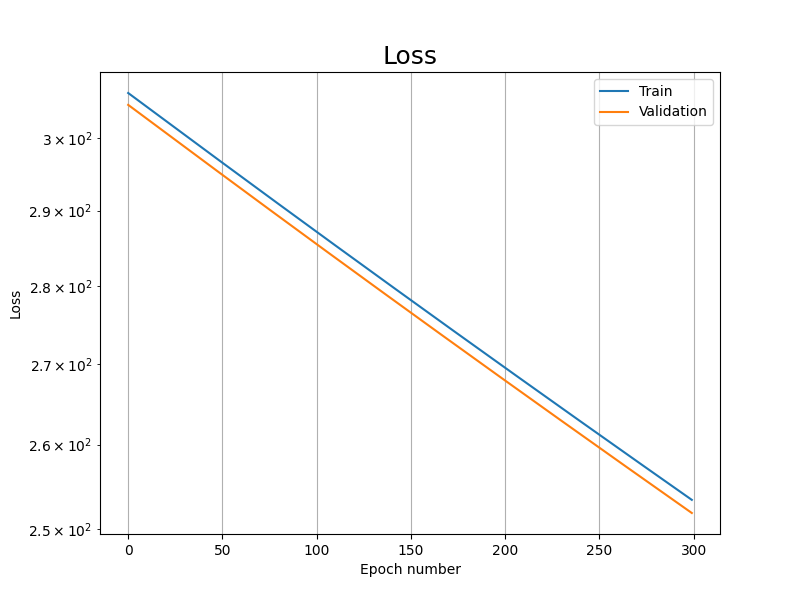 Loss
Train
Validation
3 × 10²
2.9 × 10²
2.8 × 10²
2.7 × 10²
2.6 × 10²
2.5 × 10²
Loss
0 50 100 150 200 250 300
Epoch number